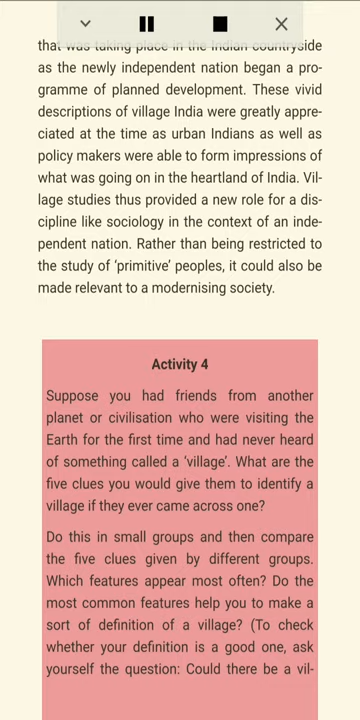 that was taking place in the Indian countryside
as the newly independent nation began a pro-
gramme of planned development. These vivid
descriptions of village India were greatly appre-
ciated at the time as urban Indians as well as
policy makers were able to form impressions of
what was going on in the heartland of India. Vil-
lage studies thus provided a new role for a dis-
cipline like sociology in the context of an inde-
pendent nation. Rather than being restricted to
the study of ‘primitive’ peoples, it could also be
made relevant to a modernising society.
Activity 4
Suppose you had friends from another
planet or civilisation who were visiting the
Earth for the first time and had never heard
of something called a ‘village’. What are the
five clues you would give them to identify a
village if they ever came across one?
Do this in small groups and then compare
the five clues given by different groups.
Which features appear most often? Do the
most common features help you to make a
sort of definition of a village? (To check
whether your definition is a good one, ask
yourself the question: Could there be a vil-